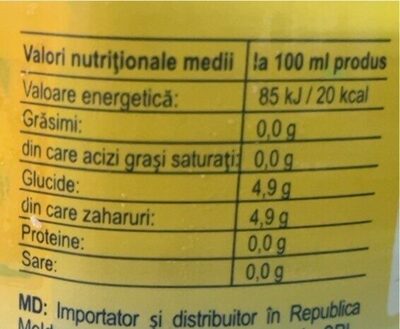 Valori nutriţionale medii la 100 ml produs
Valoare energetică: 85 kJ / 20 kcal
Grăsimi: 0,0 g
din care acizi graşi saturaţi: 0,0 g
Glucide: 4,9 g
din care zaharuri: 4,9 g
Proteine: 0,0 g
Sare: 0,0 g
MD: Importator şi distribuitor în Republica